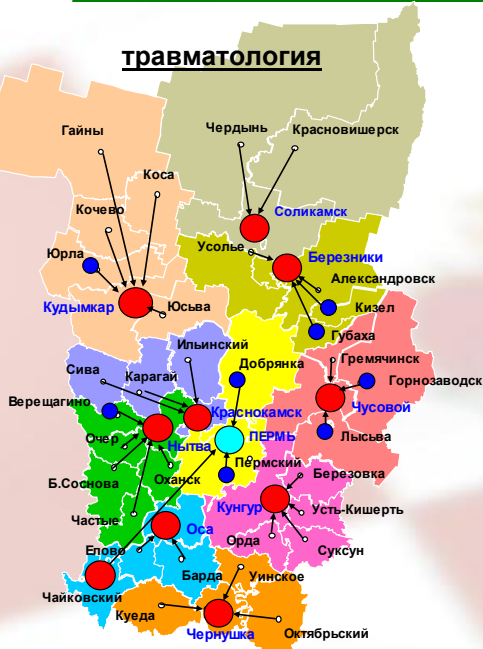 травматология
Гайны
Чердынь
Красновишерск
Коса
Кочево
Соликамск
Усолье
Юрла
Березники
Александровск
Кудымкар
Юсьва
Кизел
Губаха
Ильинский
Добрянка
Гремячинск
Сива
Карагай
Горнозаводск
Верещагино
Краснокамск
Чусовой
Очер
Нытва
ПЕРМЬ
Лысьва
Пермский
Б.Соснова
Оханск
Березовка
Кунгур
Усть-Кишерть
Частые
Оса
Орда
Суксун
Елово
Барда
Уинское
Чайковский
Куеда
Чернушка
Октябрьский